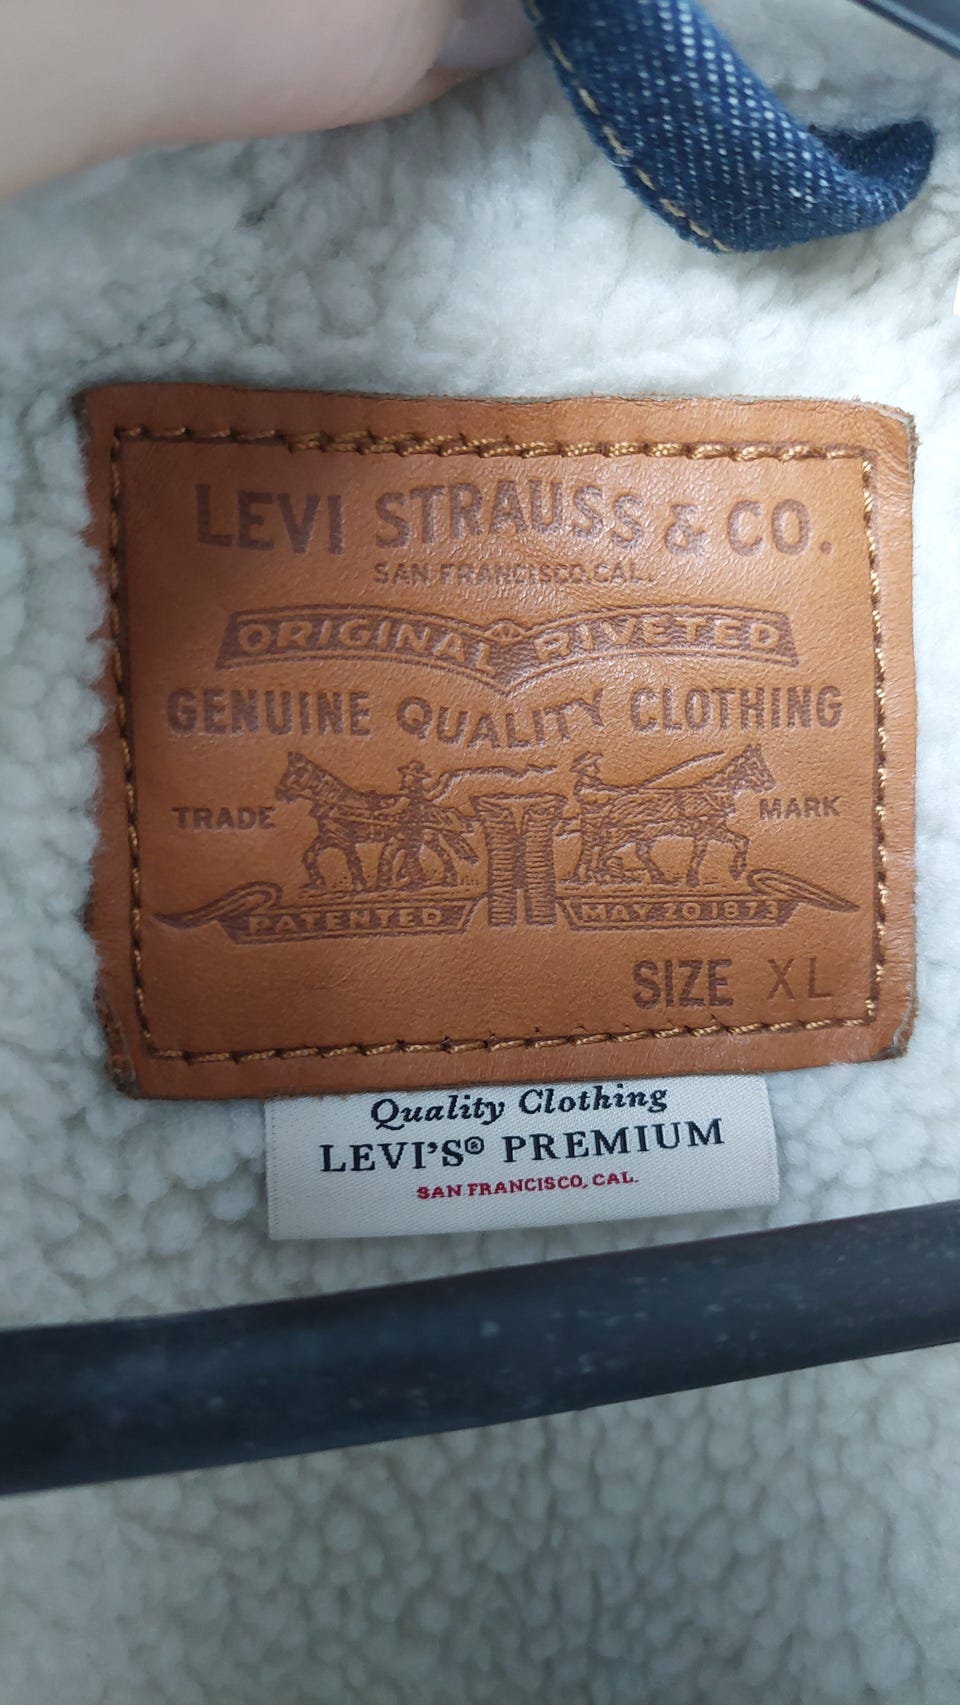 LEVI STRAUSS & CO.
SAN FRANCISCO, CAL.
ORIGINAL RIVETED
GENUINE QUALITY CLOTHING
TRADE MARK
PATENTED MAY 20 1873
SIZE XL
Quality Clothing
LEVI'S® PREMIUM
SAN FRANCISCO, CAL.